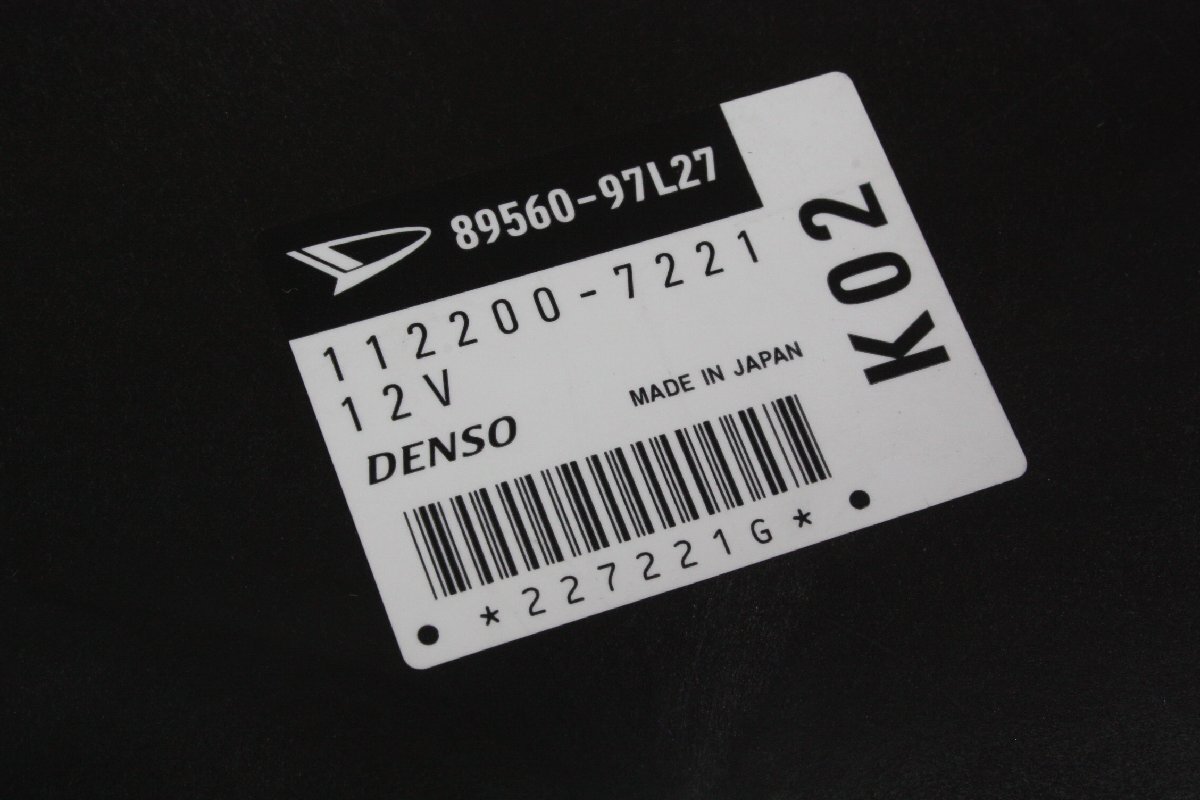 89560-97L27
112200-7221
12V
DENSO
MADE IN JAPAN
*227221G*
K02